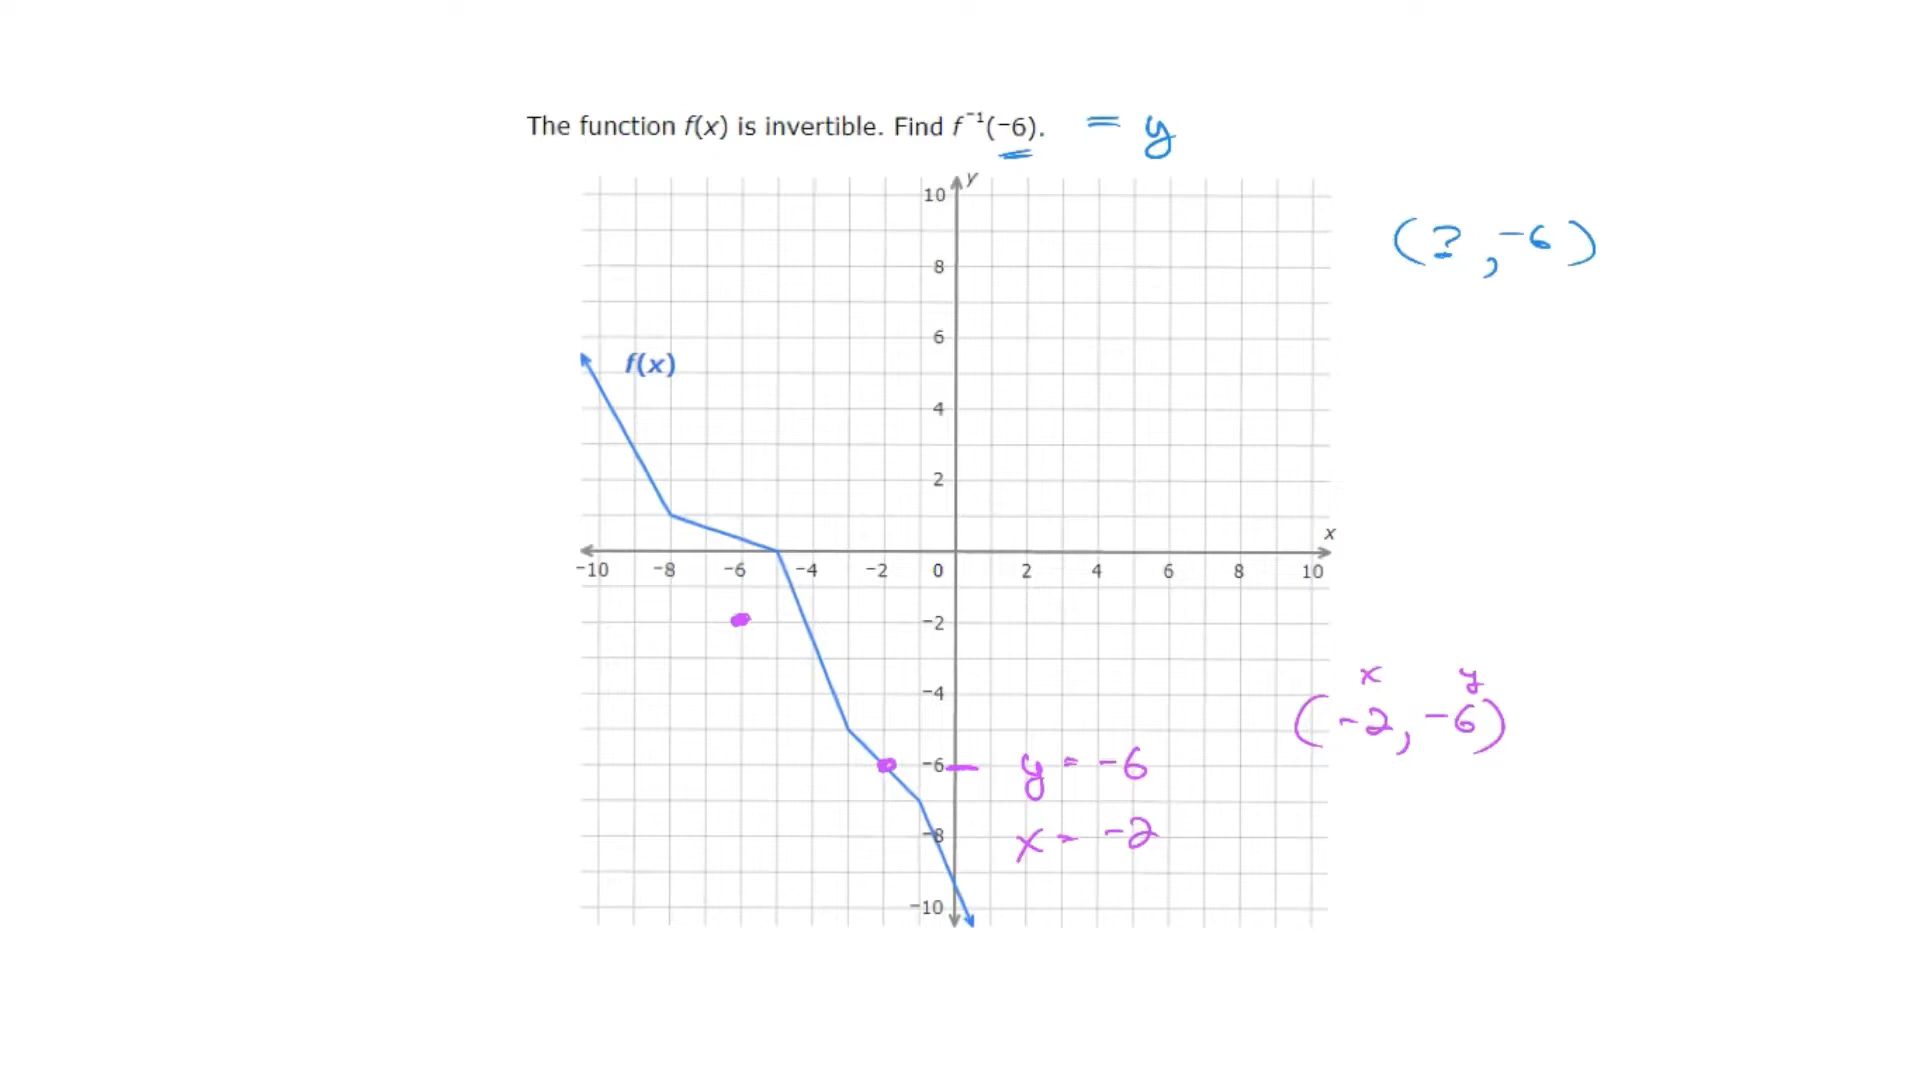 The function f(x) is invertible. Find f⁻¹(−6). = y
y
10
(?, -6)
8
6
f(x)
4
2
x
−10 −8 −6 −4 −2 0 2 4 6 8 10
−2
x y
−4
(-2, -6)
−6 y = -6
−8 x = -2
−10